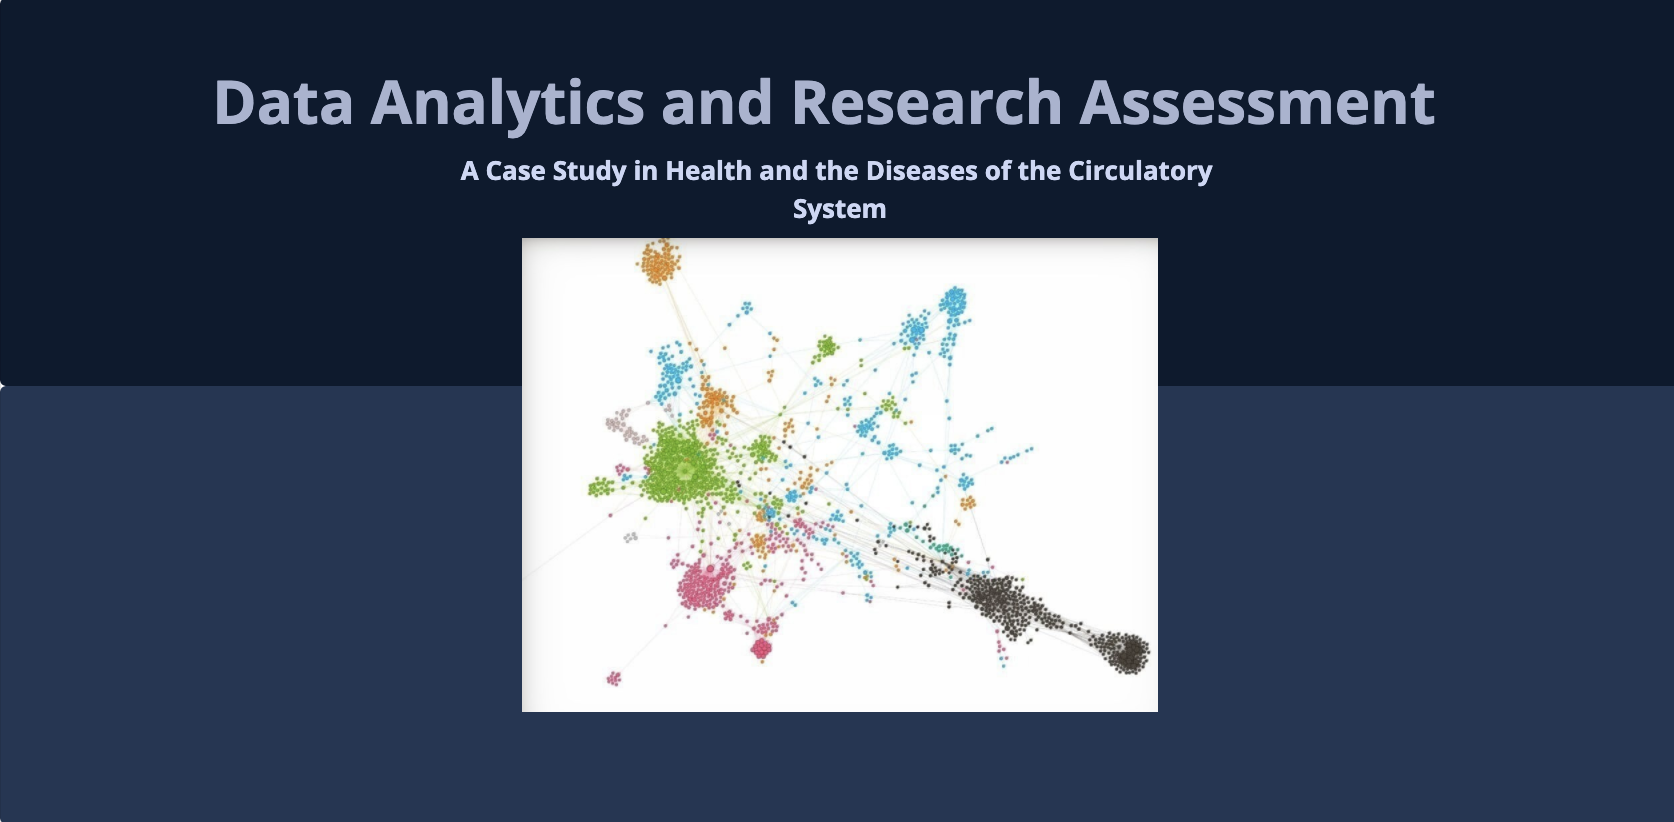 Data Analytics and Research Assessment
A Case Study in Health and the Diseases of the Circulatory
System